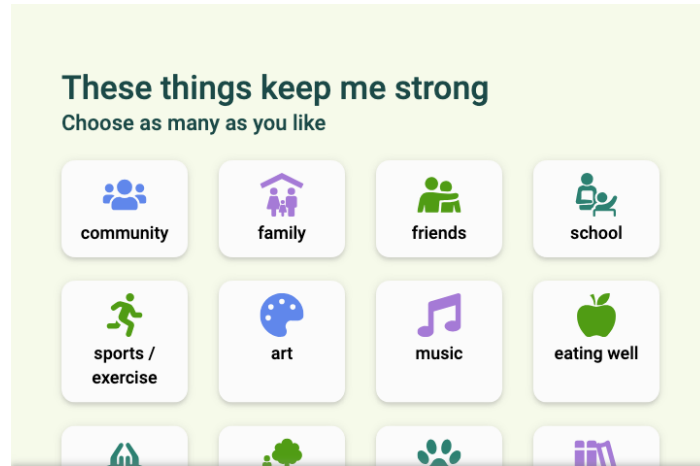 These things keep me strong
Choose as many as you like
community
family
friends
school
sports /
exercise
art
music
eating well